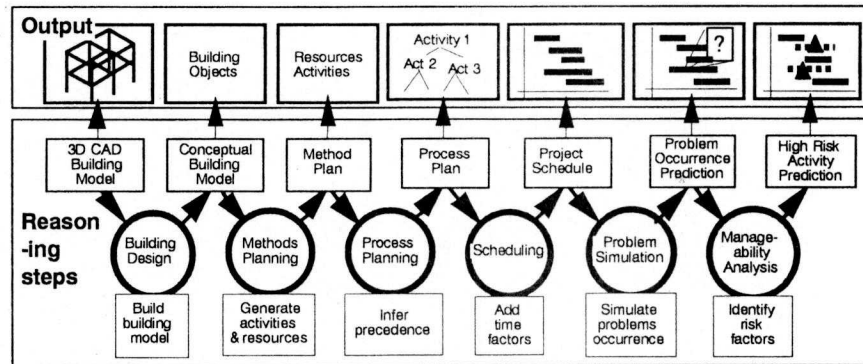 Output
Building
Objects
Resources
Activities
Activity 1
Act 2
Act 3
?
3D CAD
Building
Model
Conceptual
Building
Model
Method
Plan
Process
Plan
Project
Schedule
Problem
Occurrence
Prediction
High Risk
Activity
Prediction
Reason
-ing
steps
Building
Design
Methods
Planning
Process
Planning
Scheduling
Problem
Simulation
Manage-
ability
Analysis
Build
building
model
Generate
activities
& resources
Infer
precedence
Add
time
factors
Simulate
problems
occurrence
Identify
risk
factors